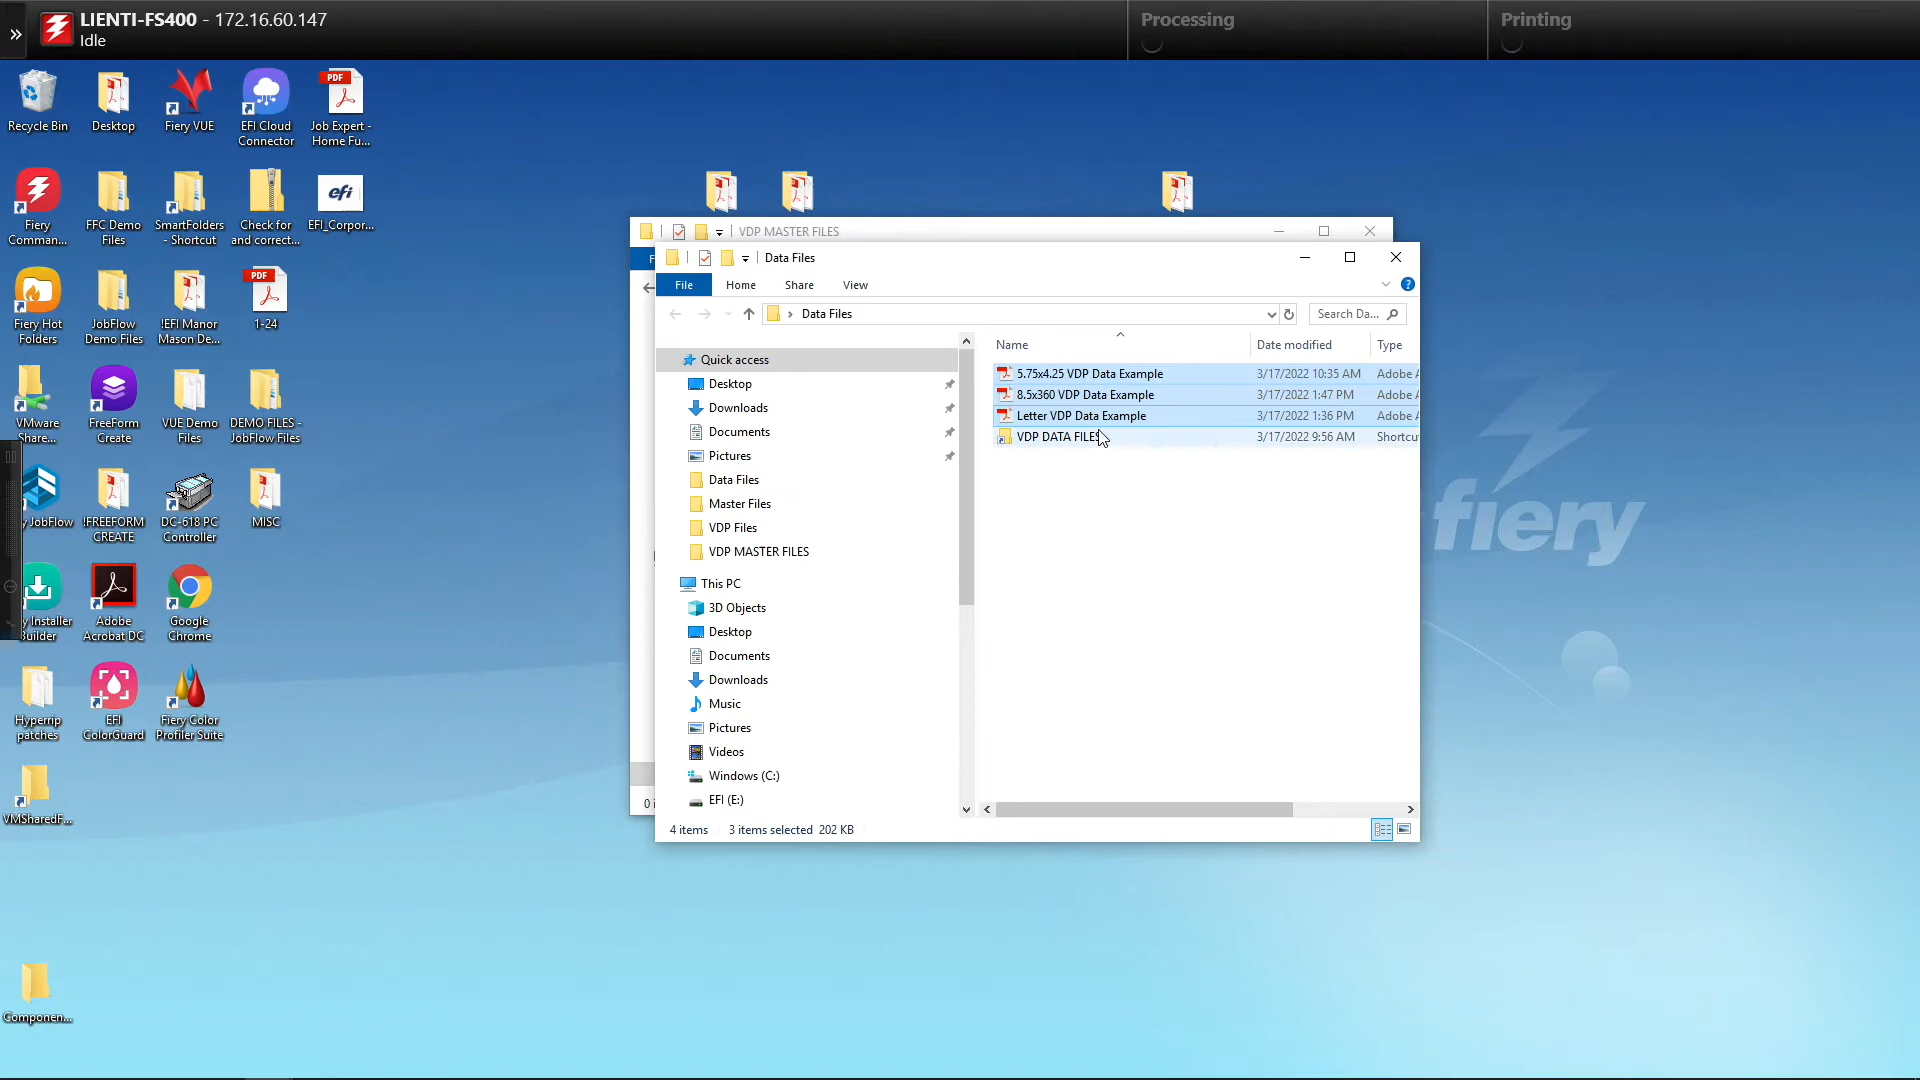 LIENTI-FS400 - 172.16.60.147
Idle
Processing
Printing
Recycle Bin
Desktop
Fiery VUE
EFI Cloud
Connector
PDF
Job Expert -
Home Fu...
Fiery
Comman...
FFC Demo
Files
SmartFolders
- Shortcut
Check for
and correct...
efi
EFI_Corpor...
Fiery Hot
Folders
JobFlow
Demo Files
!EFI Manor
Mason De...
PDF
1-24
VMware
Share...
FreeForm
Create
VUE Demo
Files
DEMO FILES -
JobFlow Files
y JobFlow
!FREEFORM
CREATE
DC-618 PC
Controller
MISC
y Installer
Builder
Adobe
Acrobat DC
Google
Chrome
Hyperrip
patches
EFI
ColorGuard
Fiery Color
Profiler Suite
VMSharedF...
Componen...
VDP MASTER FILES
F
0 i
Data Files
File
Home
Share
View
Data Files
Search Da...
Quick access
Desktop
Downloads
Documents
Pictures
Data Files
Master Files
VDP Files
VDP MASTER FILES
This PC
3D Objects
Desktop
Documents
Downloads
Music
Pictures
Videos
Windows (C:)
EFI (E:)
Name Date modified Type
5.75x4.25 VDP Data Example 3/17/2022 10:35 AM Adobe A
8.5x360 VDP Data Example 3/17/2022 1:47 PM Adobe A
Letter VDP Data Example 3/17/2022 1:36 PM Adobe A
VDP DATA FILES 3/17/2022 9:56 AM Shortcu
4 items 3 items selected 202 KB
fiery